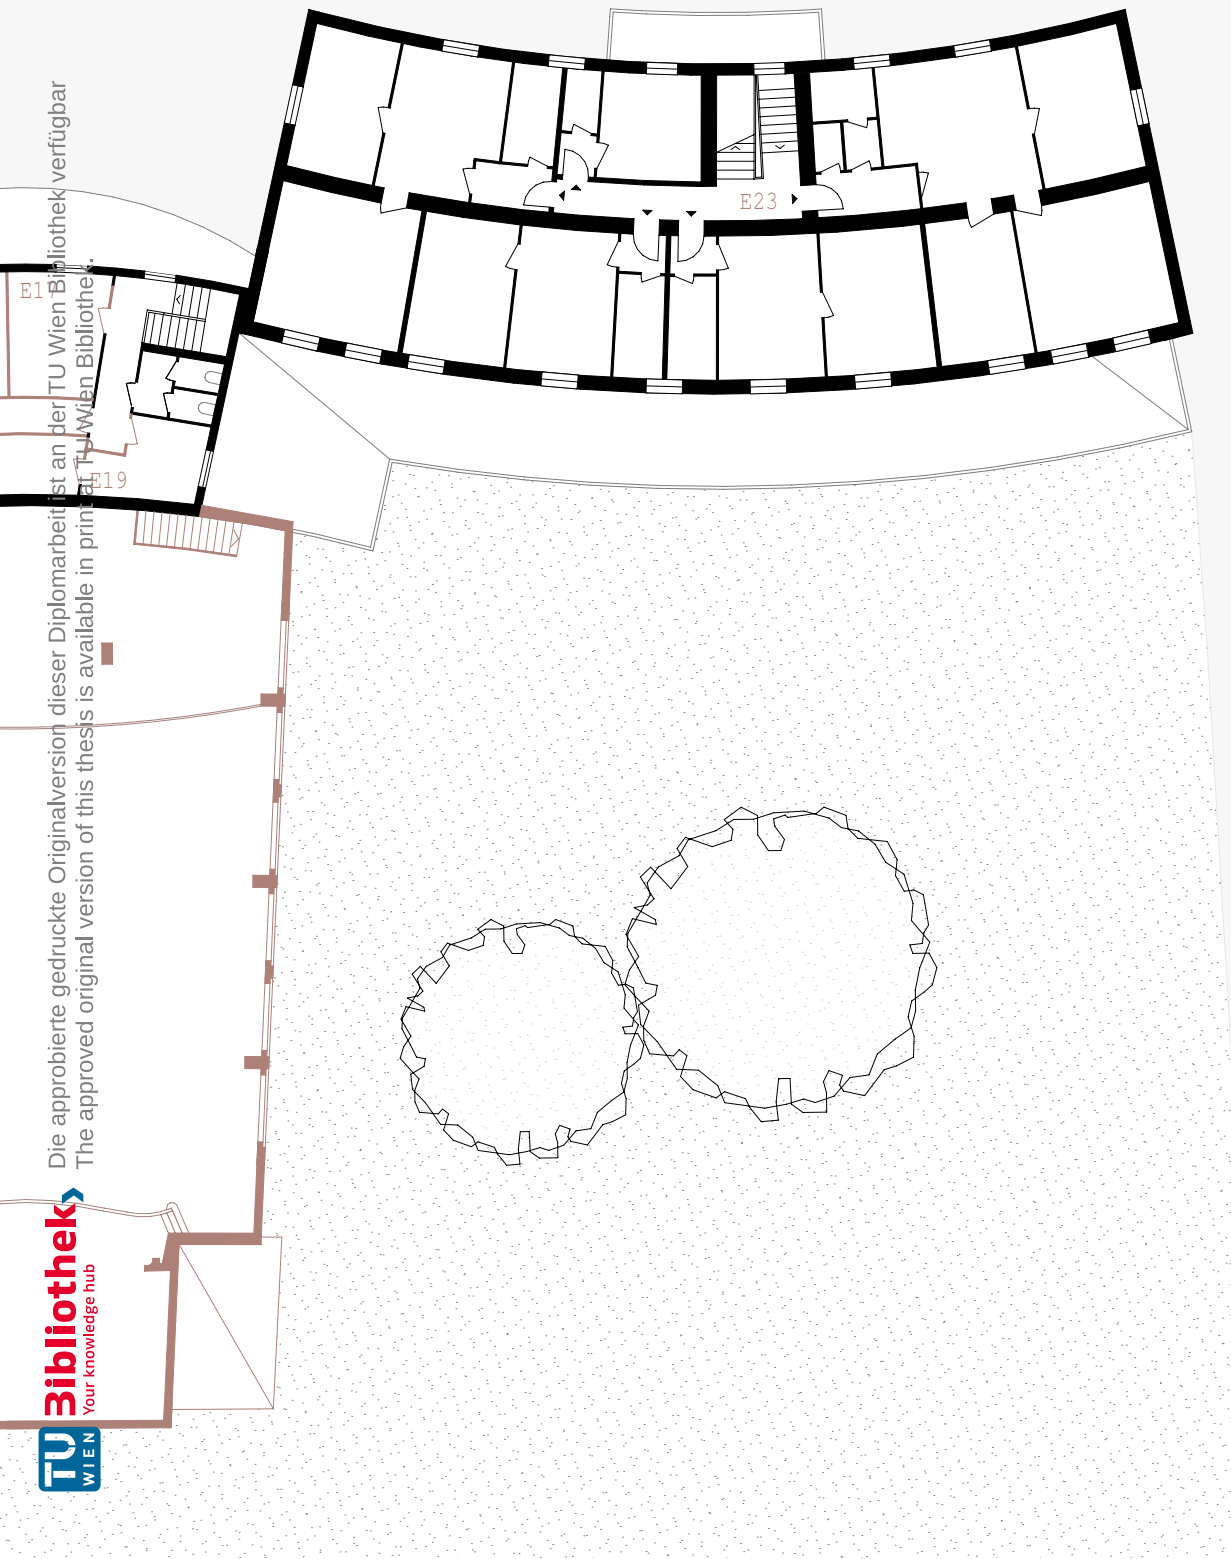 E23
E19
Die approbierte gedruckte Originalversion dieser Diplomarbeit ist an der TU Wien Bibliothek verfügbar
The approved original version of this thesis is available in print at TU Wien Bibliothek.
Bibliothek
Your knowledge hub
TU
WIEN